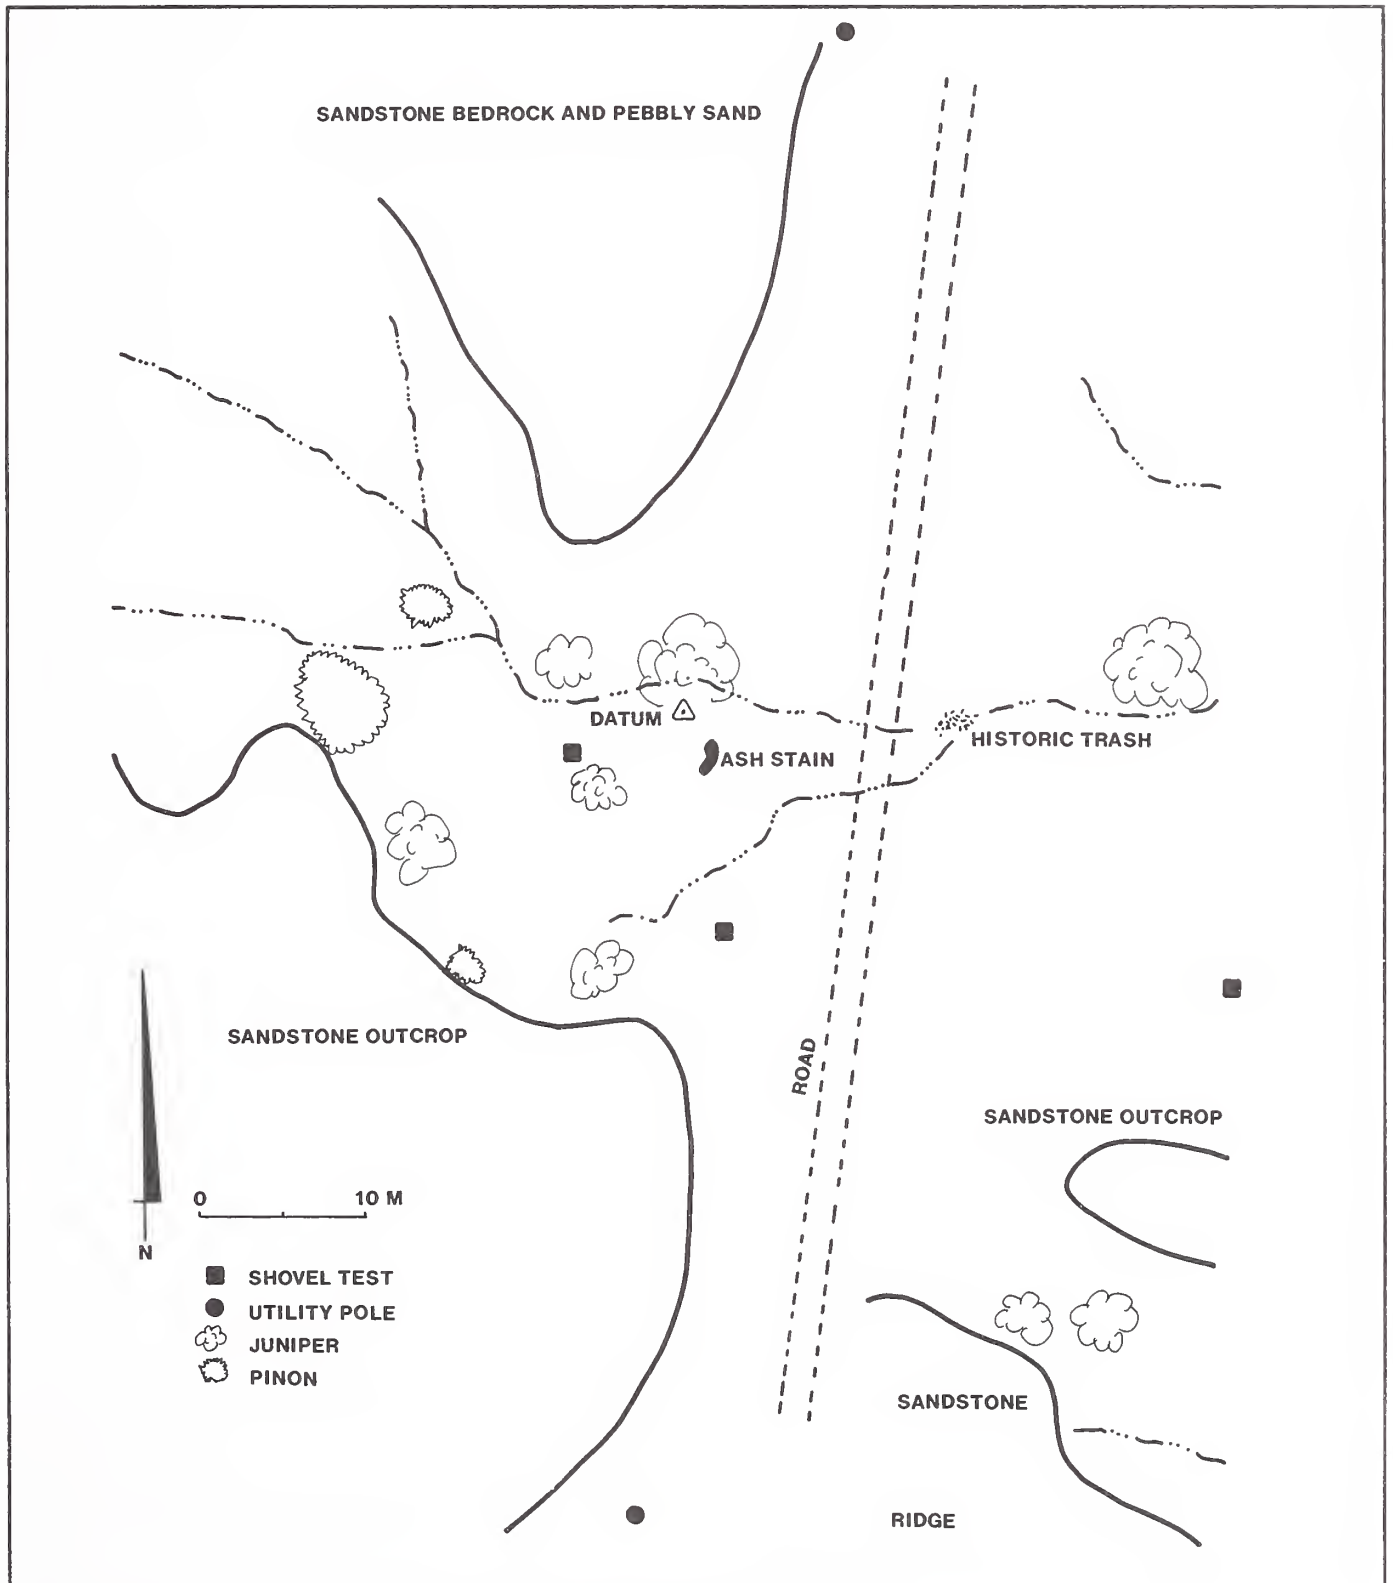 SANDSTONE BEDROCK AND PEBBLY SAND
DATUM
ASH STAIN
HISTORIC TRASH
SANDSTONE OUTCROP
ROAD
SANDSTONE OUTCROP
0 10 M
N
SHOVEL TEST
UTILITY POLE
JUNIPER
PINON
SANDSTONE
RIDGE